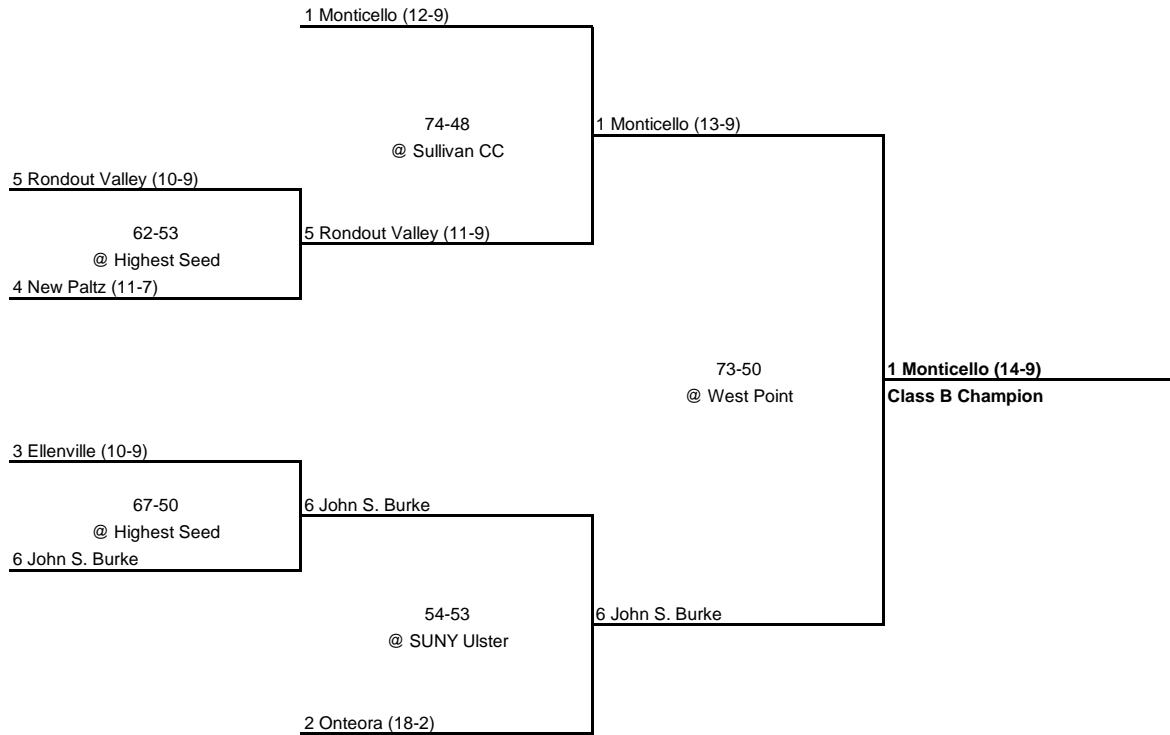 1 Monticello (12-9)
74-48
@ Sullivan CC
1 Monticello (13-9)
5 Rondout Valley (10-9)
62-53
@ Highest Seed
5 Rondout Valley (11-9)
4 New Paltz (11-7)
73-50
@ West Point
1 Monticello (14-9)
Class B Champion
3 Ellenville (10-9)
67-50
@ Highest Seed
6 John S. Burke
6 John S. Burke
54-53
@ SUNY Ulster
6 John S. Burke
2 Onteora (18-2)